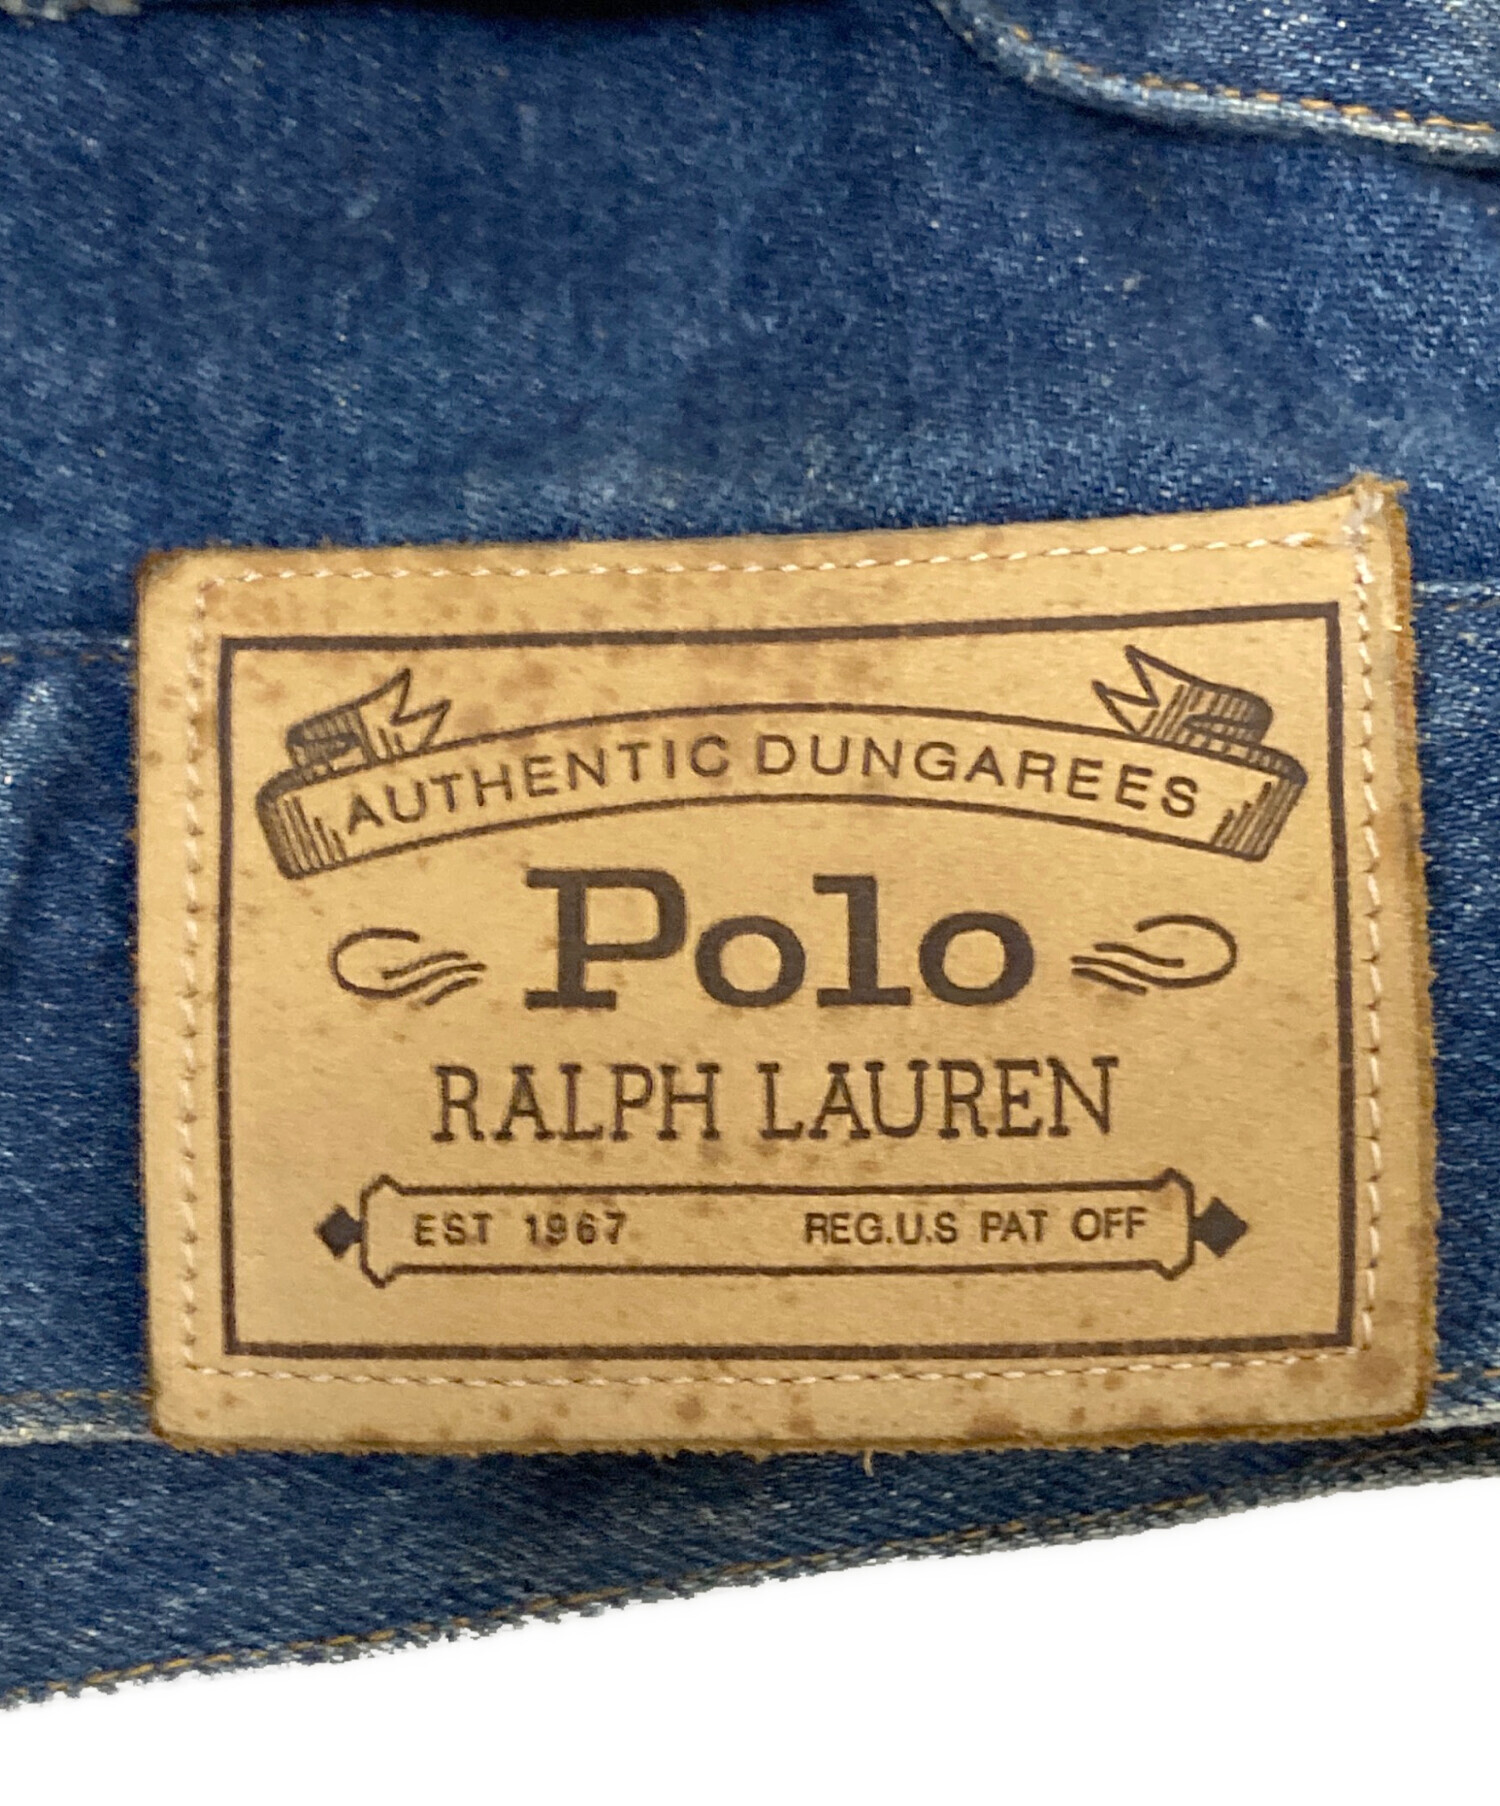 AUTHENTIC DUNGAREES
Polo
RALPH LAUREN
EST 1967 REG.U.S PAT OFF